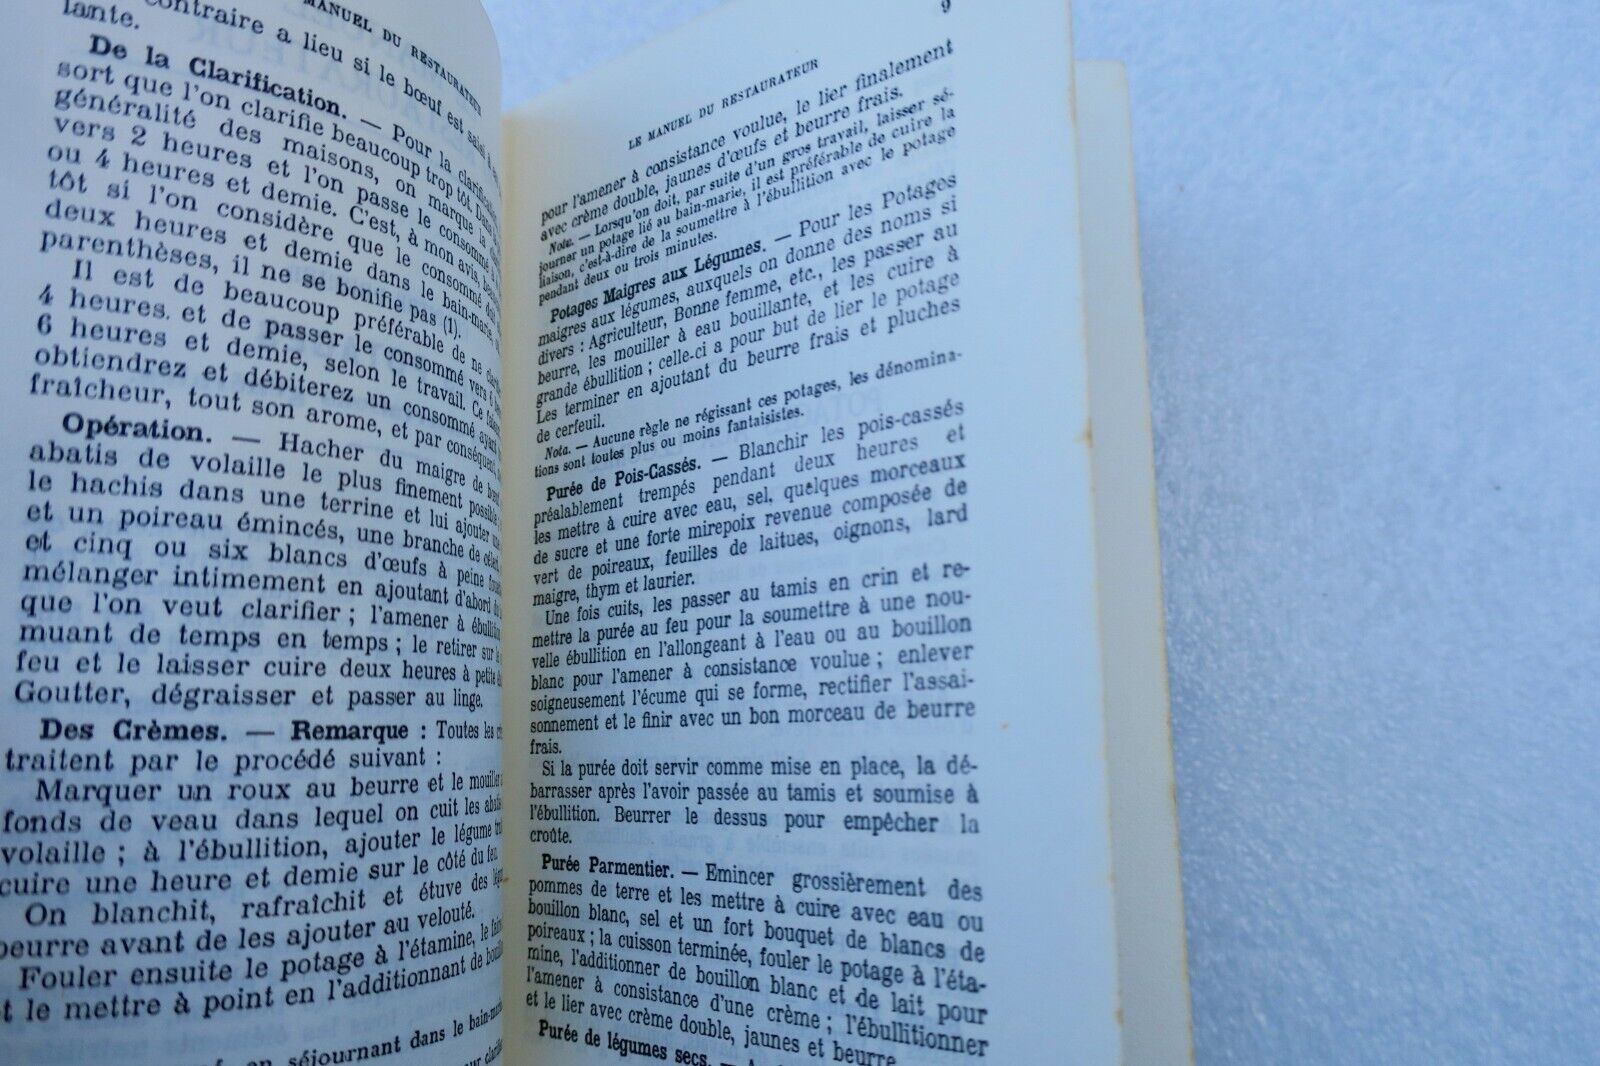 MANUEL DU RESTAURATEUR
contraire a lieu si le bœuf est saisi à
lante.
De la Clarification. — Pour la clarification
sort que l'on clarifie beaucoup trop tôt. Dans
généralité des maisons, on marque la
vers 2 heures et l'on passe le consommé à
ou 4 heures et demie. C'est, à mon avis, beaucoup
tôt si l'on considère que le consommé doit
deux heures et demie dans le bain-marie
parenthèses, il ne se bonifie pas (1).
Il est de beaucoup préférable de ne
4 heures, et de passer le consommé vers
6 heures et demie, selon le travail. Ce faisant
obtiendrez et débiterez un consommé ayant
fraîcheur, tout son arome, et par conséquent
Opération. — Hacher du maigre de bœuf
abatis de volaille le plus finement possible
le hachis dans une terrine et lui ajouter une
et un poireau émincés, une branche de céleri
et cinq ou six blancs d'œufs à peine
mélanger intimement en ajoutant d'abord du
que l'on veut clarifier ; l'amener à ébullition
muant de temps en temps ; le retirer sur le
feu et le laisser cuire deux heures à petite
Goutter, dégraisser et passer au linge.
Des Crèmes. — Remarque : Toutes les
traitent par le procédé suivant :
Marquer un roux au beurre et le mouiller
fonds de veau dans lequel on cuit les abatis
volaille ; à l'ébullition, ajouter le légume
cuire une heure et demie sur le côté du feu.
On blanchit, rafraîchit et étuve des
beurre avant de les ajouter au velouté.
Fouler ensuite le potage à l'étamine, le
et le mettre à point en l'additionnant de
en séjournant dans le bain-marie
LE MANUEL DU RESTAURATEUR
9
pour l'amener à consistance voulue, le lier finalement
avec crème double, jaunes d'œufs et beurre frais.
Nota. — Lorsqu'on doit, par suite d'un gros travail, laisser sé-
journer un potage lié au bain-marie, il est préférable de cuire la
liaison, c'est-à-dire de la soumettre à l'ébullition avec le potage
pendant deux ou trois minutes.
Potages Maigres aux Légumes. — Pour les Potages
maigres aux légumes, auxquels on donne des noms si
divers : Agriculteur, Bonne femme, etc., les passer au
beurre, les mouiller à eau bouillante, et les cuire à
grande ébullition ; celle-ci a pour but de lier le potage
Les terminer en ajoutant du beurre frais et pluches
de cerfeuil.
Nota. — Aucune règle ne régissant ces potages, les dénomina-
tions sont toutes plus ou moins fantaisistes.
Purée de Pois-Cassés. — Blanchir les pois-cassés
préalablement trempés pendant deux heures et
les mettre à cuire avec eau, sel, quelques morceaux
de sucre et une forte mirepoix revenue composée de
vert de poireaux, feuilles de laitues, oignons, lard
maigre, thym et laurier.
Une fois cuits, les passer au tamis en crin et re-
mettre la purée au feu pour la soumettre à une nou-
velle ébullition en l'allongeant à l'eau ou au bouillon
blanc pour l'amener à consistance voulue ; enlever
soigneusement l'écume qui se forme, rectifier l'assai-
sonnement et le finir avec un bon morceau de beurre
frais.
Si la purée doit servir comme mise en place, la dé-
barrasser après l'avoir passée au tamis et soumise à
l'ébullition. Beurrer le dessus pour empêcher la
croûte.
Purée Parmentier. — Emincer grossièrement des
pommes de terre et les mettre à cuire avec eau ou
bouillon blanc, sel et un fort bouquet de blancs de
poireaux ; la cuisson terminée, fouler le potage à l'éta-
mine, l'additionner de bouillon blanc et de lait pour
l'amener à consistance d'une crème ; l'ébullitionner
et le lier avec crème double, jaunes et beurre
Purée de légumes secs. —